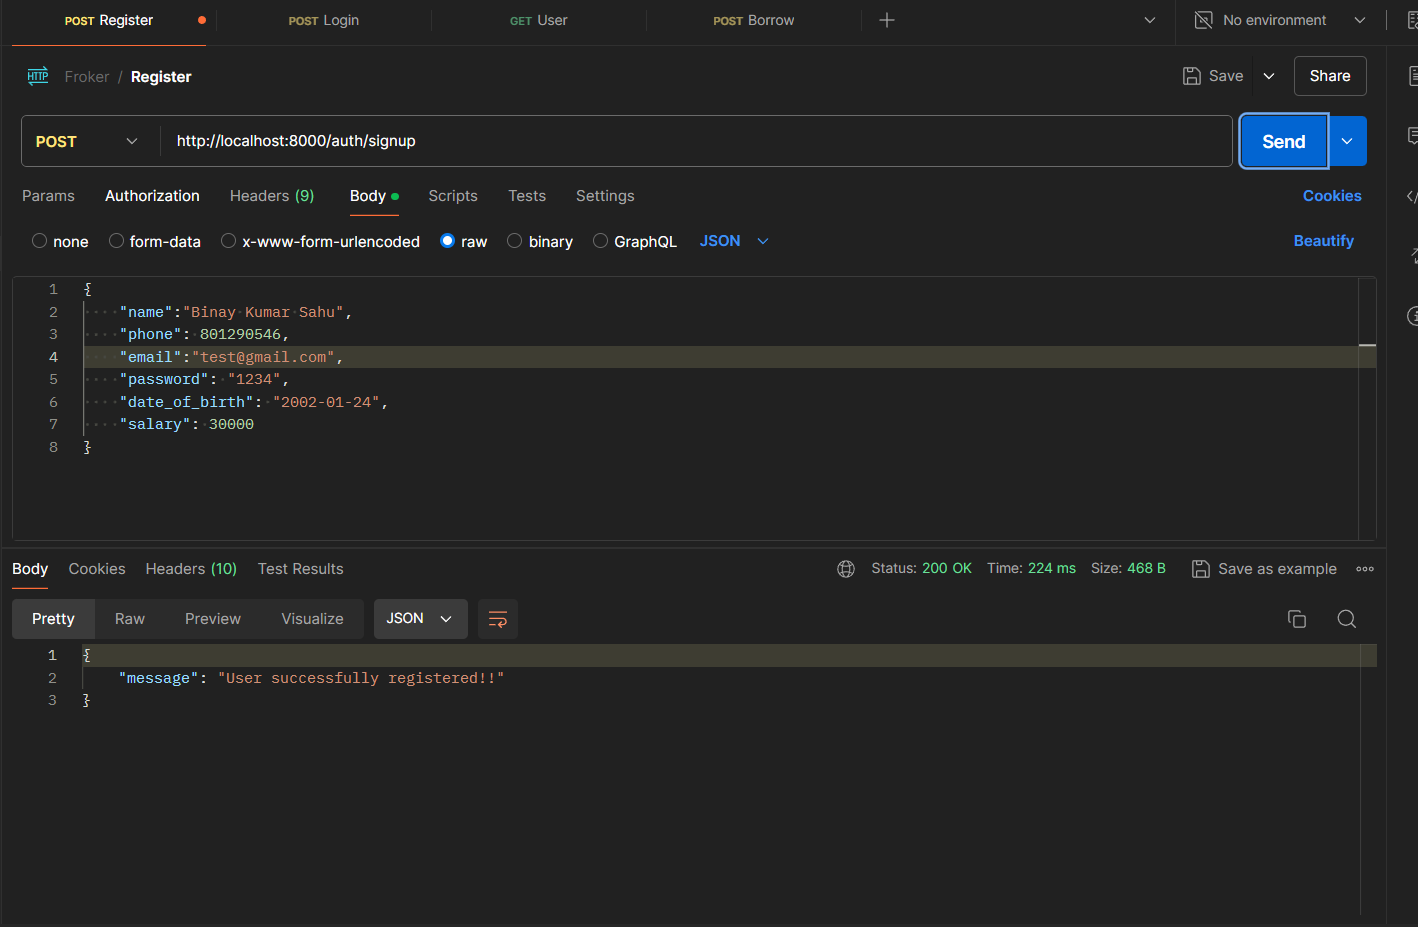 POST Register POST Login GET User POST Borrow No environment
HTTP Froker / Register Save Share
POST http://localhost:8000/auth/signup Send
Params Authorization Headers (9) Body Scripts Tests Settings Cookies
none form-data x-www-form-urlencoded raw binary GraphQL JSON Beautify
1 {
2 "name":"Binay Kumar Sahu",
3 "phone": 801290546,
4 "email":"test@gmail.com",
5 "password": "1234",
6 "date_of_birth": "2002-01-24",
7 "salary": 30000
8 }
Body Cookies Headers (10) Test Results Status: 200 OK Time: 224 ms Size: 468 B Save as example
Pretty Raw Preview Visualize JSON
1 {
2 "message": "User successfully registered!!"
3 }